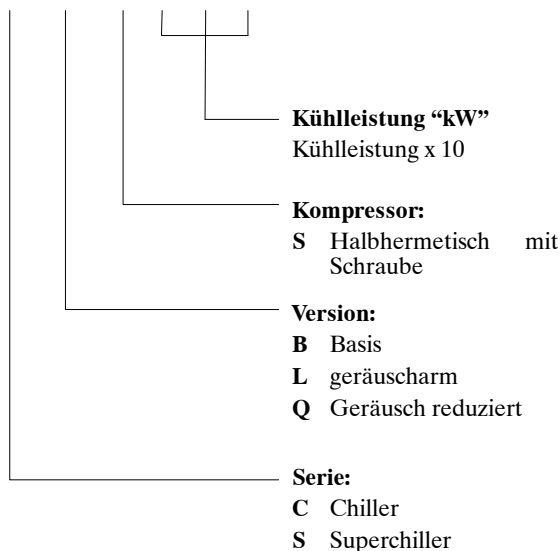 Kühlleistung “kW”
Kühlleistung x 10
Kompressor:
S Halbhermetisch mit
Schraube
Version:
B Basis
L geräuscharm
Q Geräusch reduziert
Serie:
C Chiller
S Superchiller